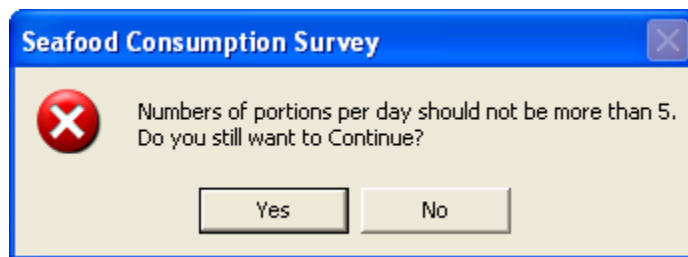 Seafood Consumption Survey
Numbers of portions per day should not be more than 5.
Do you still want to Continue?
Yes No